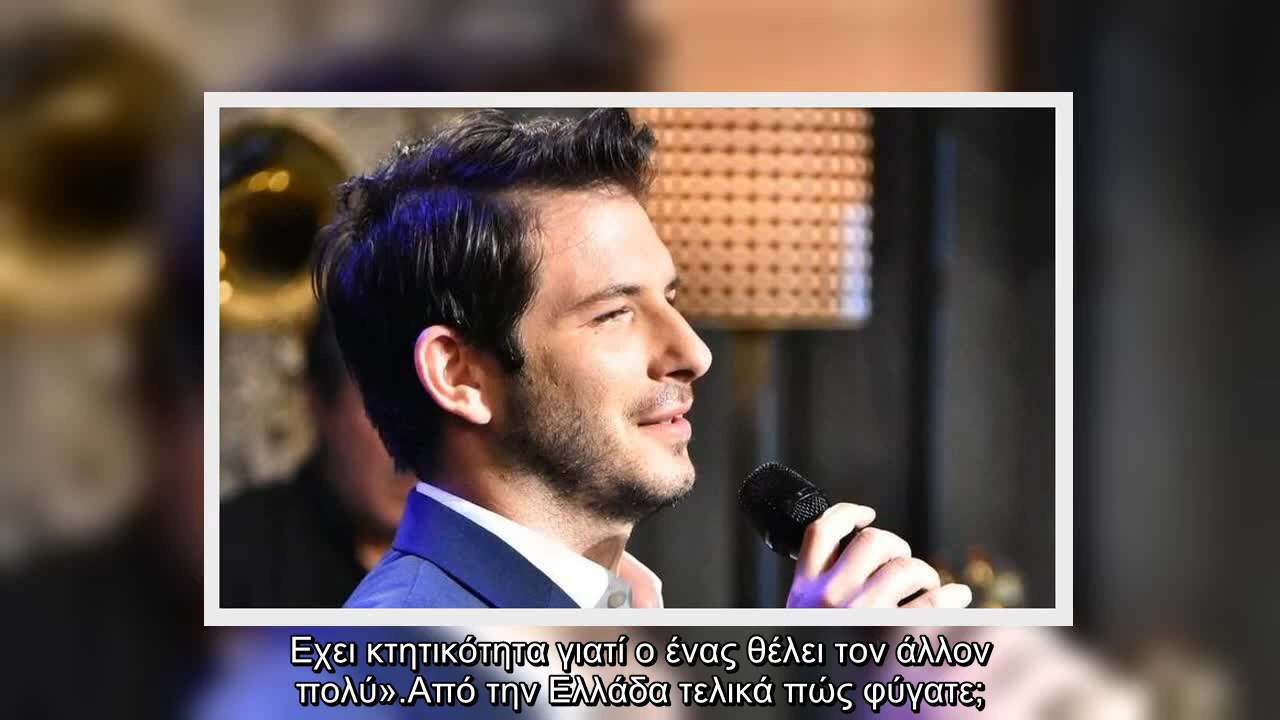 Εχει κτητικότητα γιατί ο ένας θέλει τον άλλον
πολύ».Από την Ελλάδα τελικά πώς φύγατε;